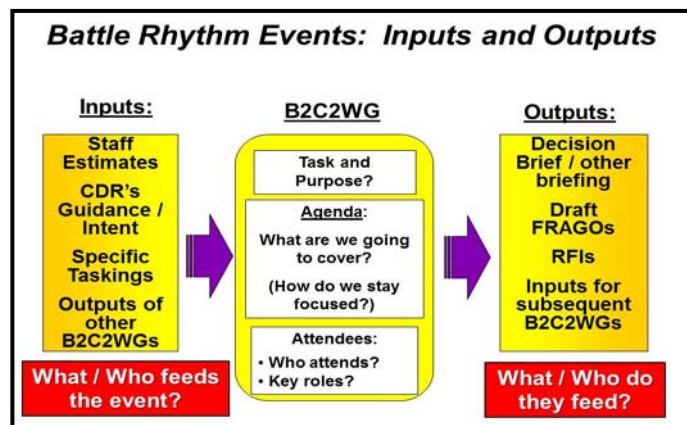 Battle Rhythm Events: Inputs and Outputs
Inputs:
Staff
Estimates
CDR's
Guidance /
Intent
Specific
Taskings
Outputs of
other
B2C2WGs
What / Who feeds
the event?
B2C2WG
Task and
Purpose?
Agenda:
What are we going
to cover?
(How do we stay
focused?)
Attendees:
• Who attends?
• Key roles?
Outputs:
Decision
Brief / other
briefing
Draft
FRAGOs
RFIs
Inputs for
subsequent
B2C2WGs
What / Who do
they feed?